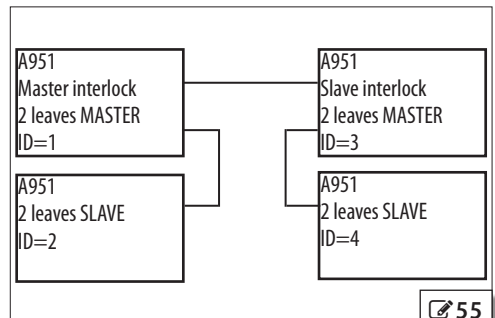 A951
Master interlock
2 leaves MASTER
ID=1
A951
Slave interlock
2 leaves MASTER
ID=3
A951
2 leaves SLAVE
ID=2
A951
2 leaves SLAVE
ID=4
55